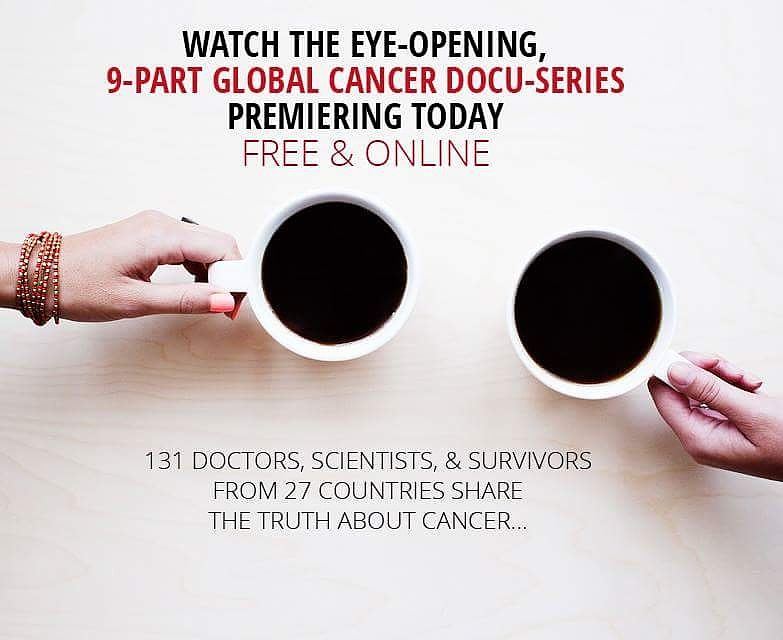 WATCH THE EYE-OPENING,
9-PART GLOBAL CANCER DOCU-SERIES
PREMIERING TODAY
FREE & ONLINE
131 DOCTORS, SCIENTISTS, & SURVIVORS
FROM 27 COUNTRIES SHARE
THE TRUTH ABOUT CANCER...